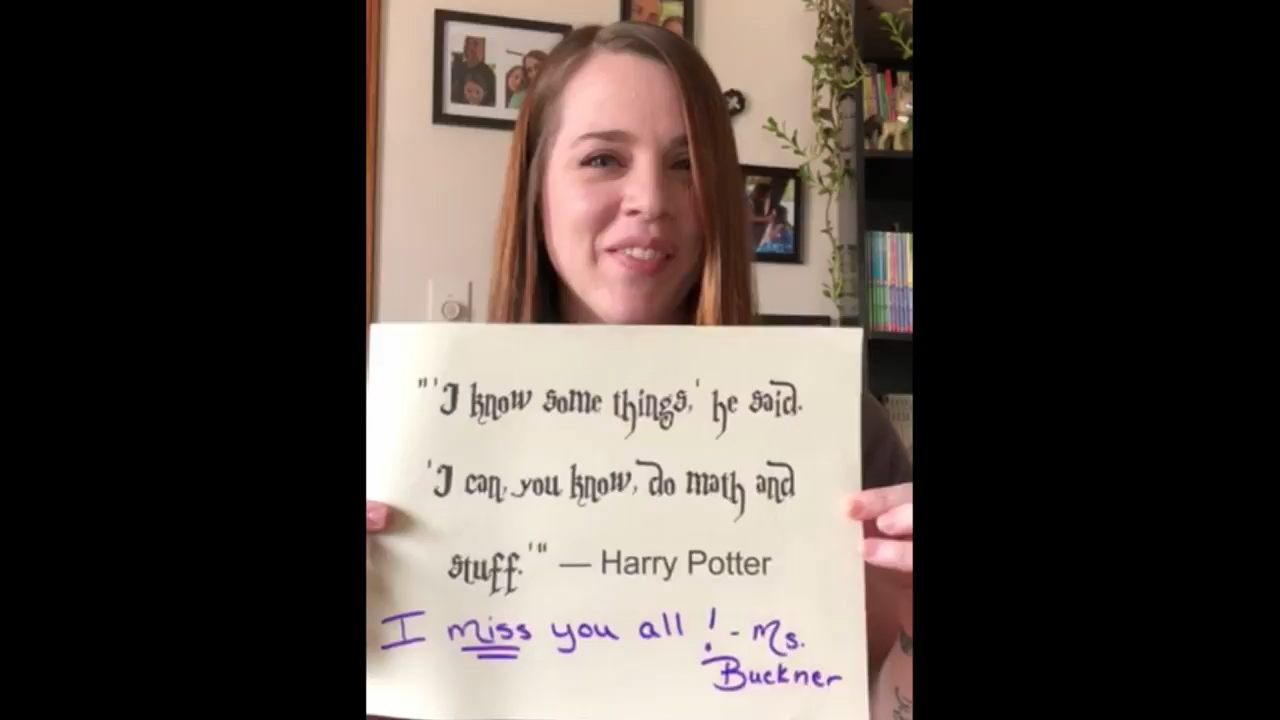 "'I know some things,' he said.
'I can, you know, do math and
stuff.'" — Harry Potter
I miss you all! - Ms.
Buckner